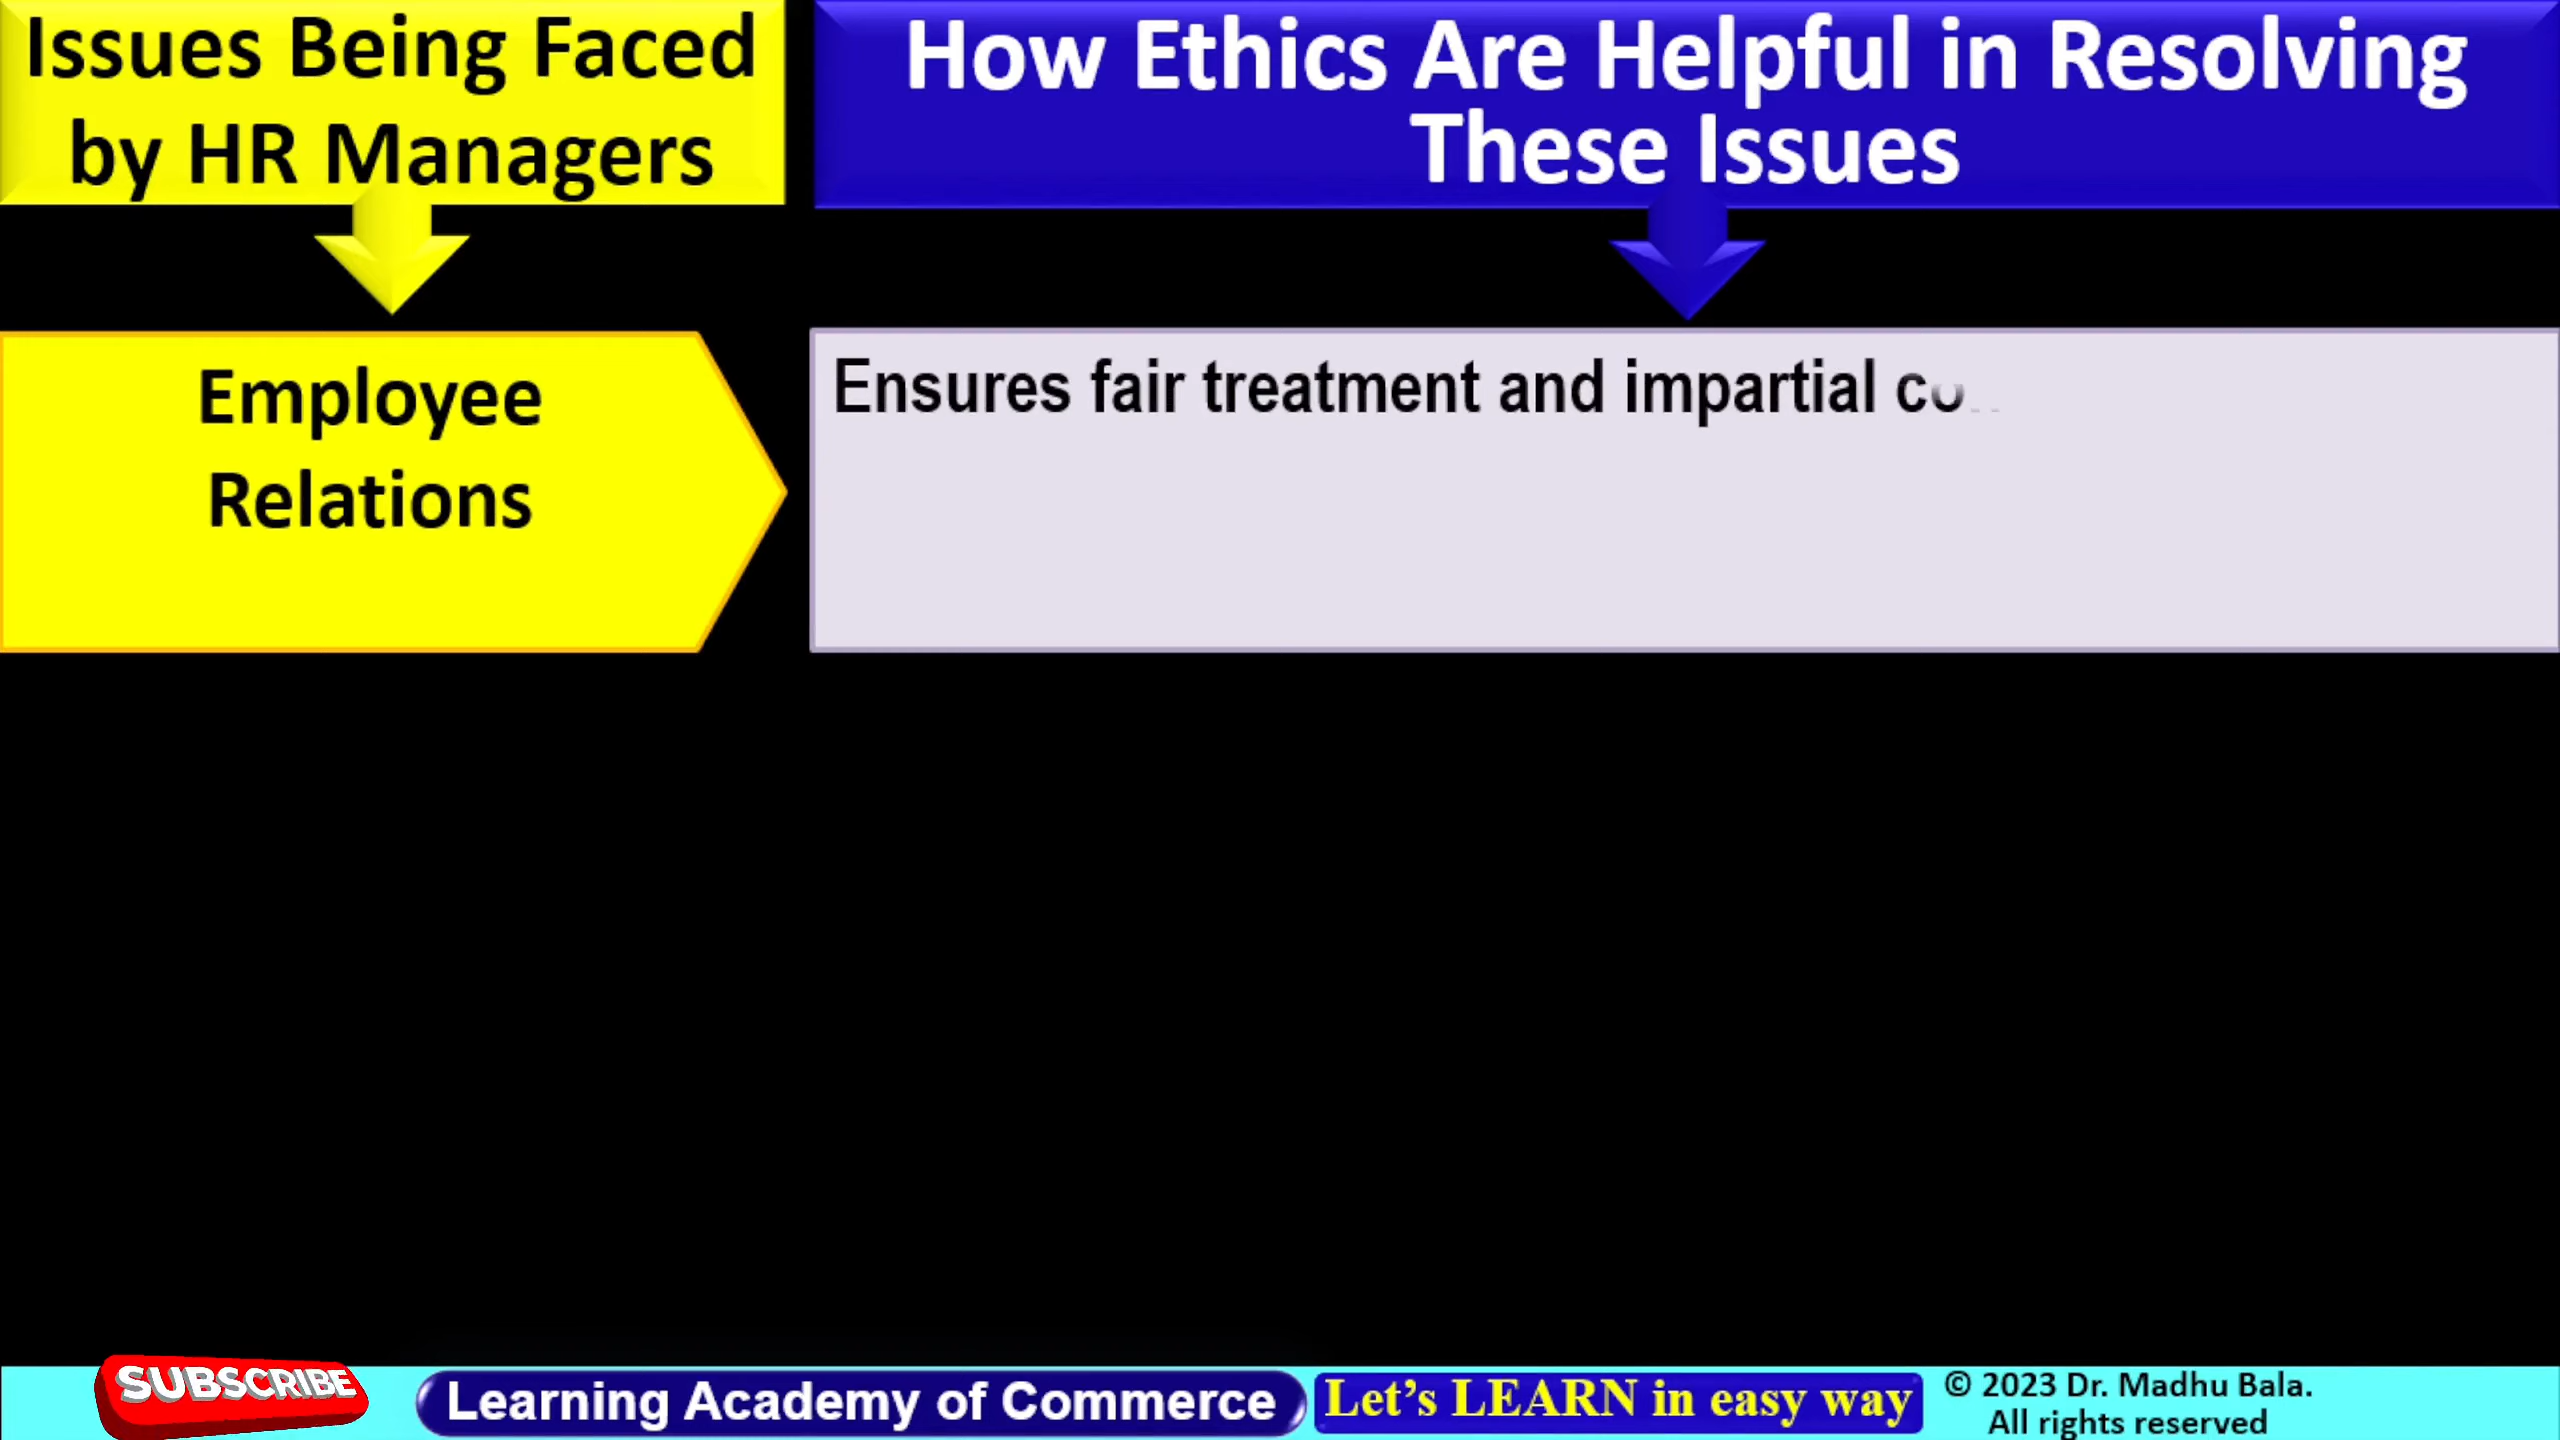 Issues Being Faced
by HR Managers
How Ethics Are Helpful in Resolving
These Issues
Employee
Relations
Ensures fair treatment and impartial
SUBSCRIBE
Learning Academy of Commerce
Let's LEARN in easy way
© 2023 Dr. Madhu Bala.
All rights reserved